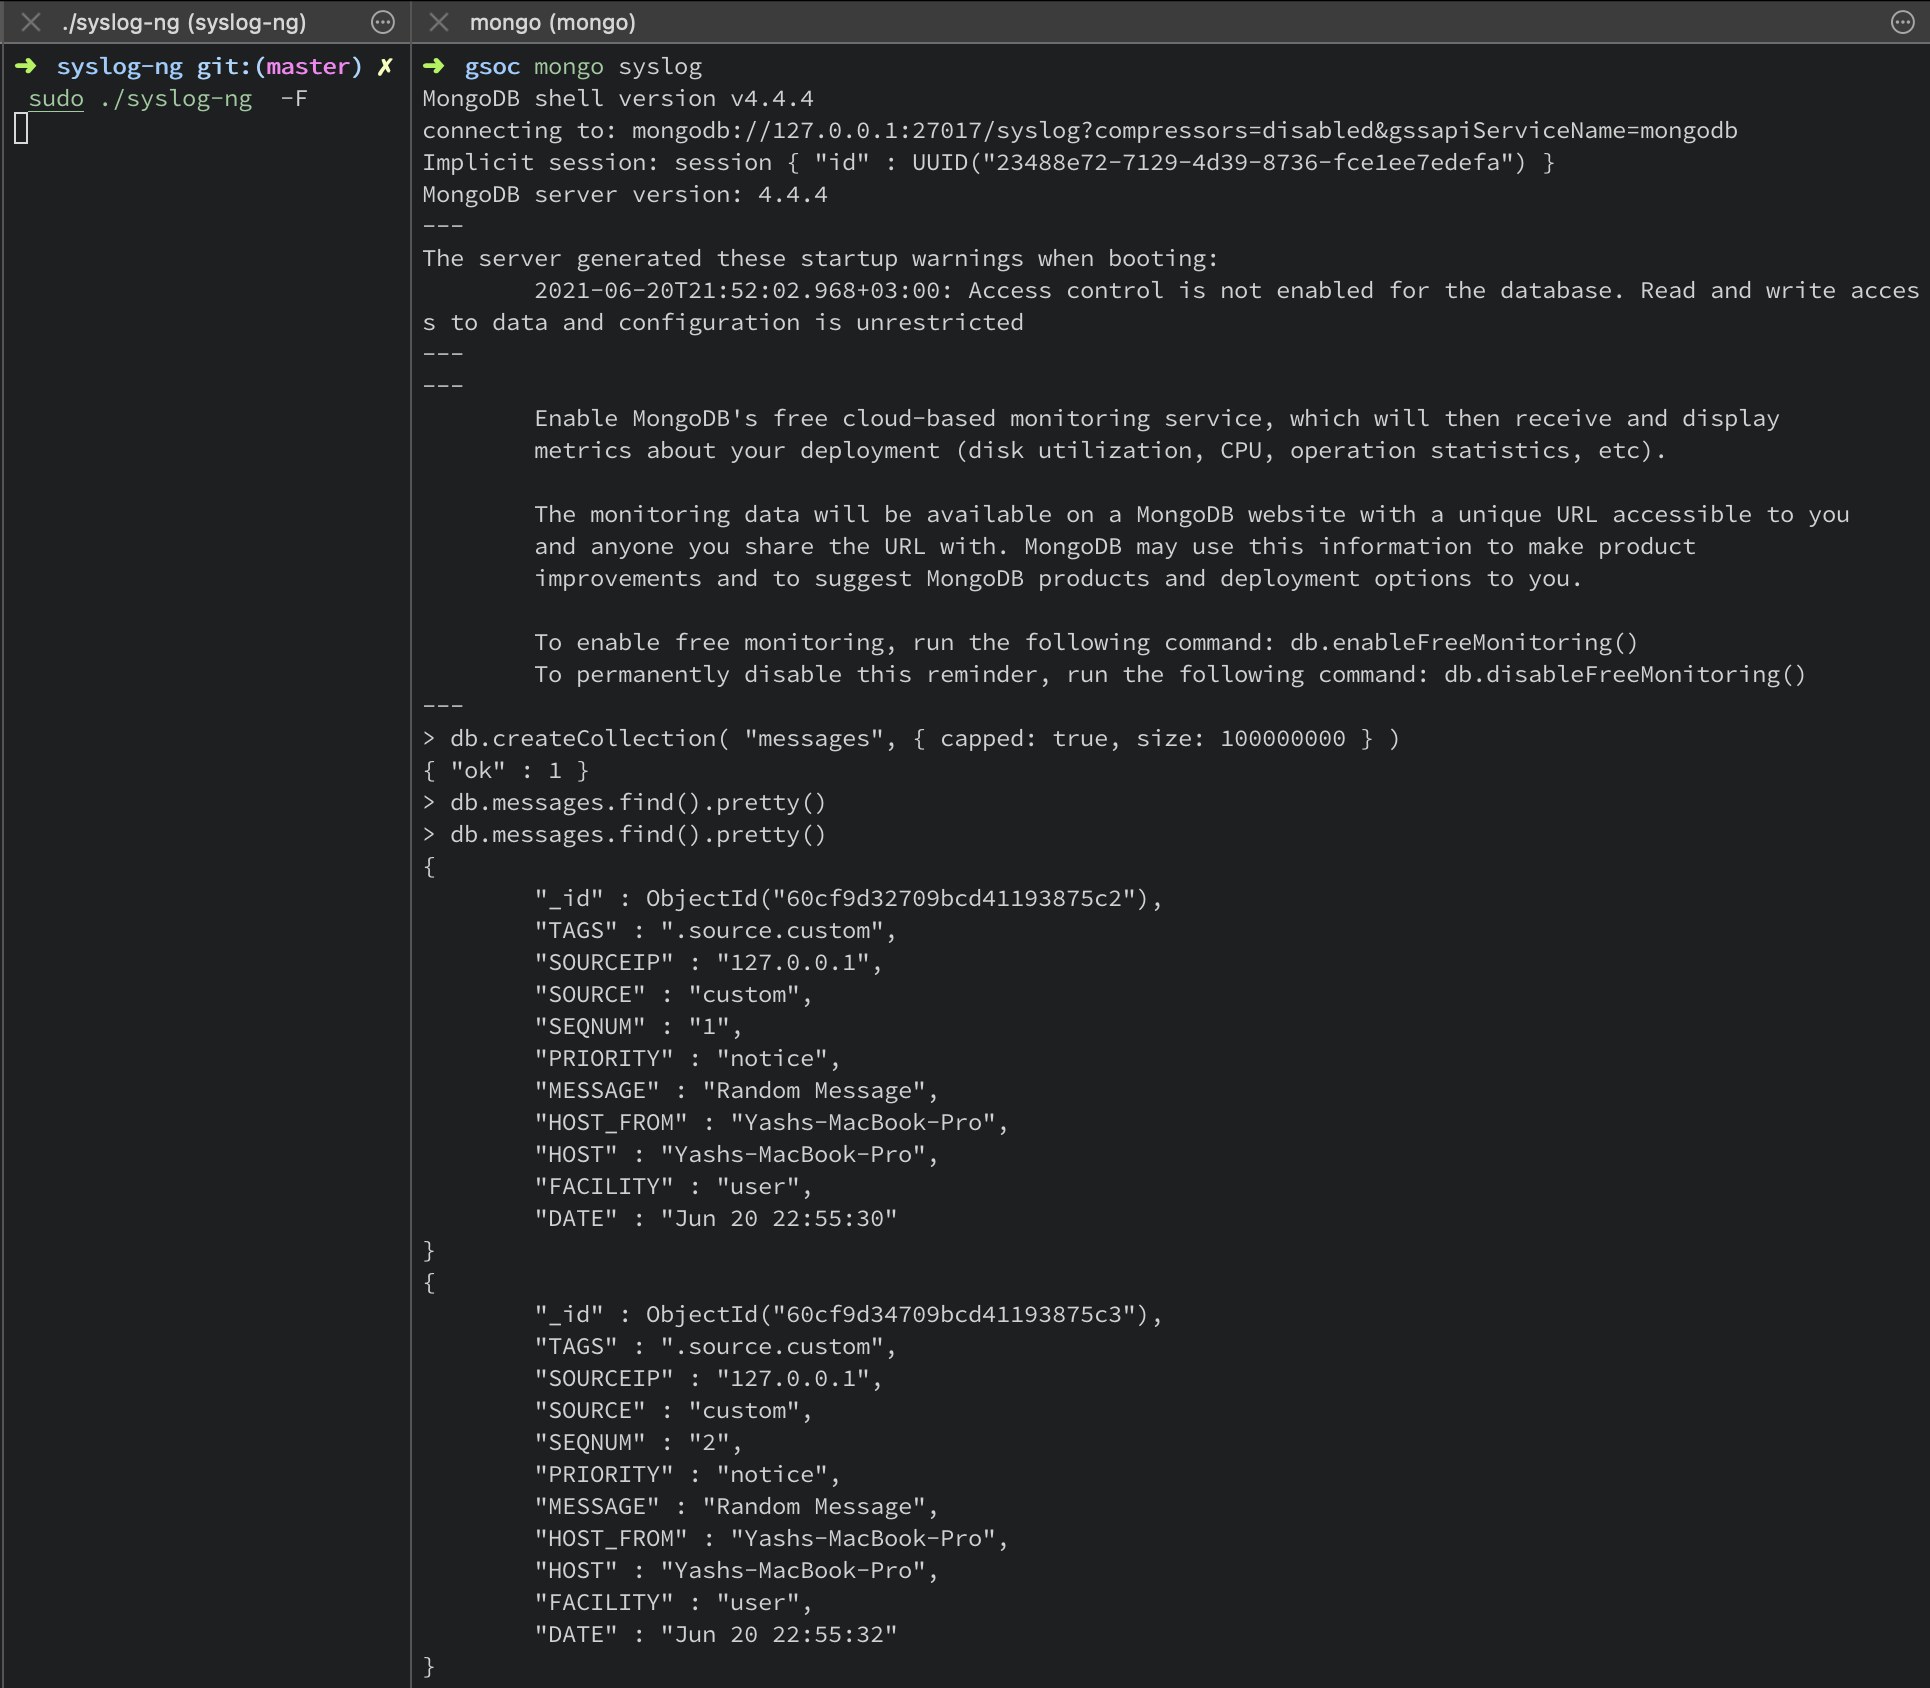 ./syslog-ng (syslog-ng)
➜ syslog-ng git:(master) ✗
sudo ./syslog-ng  -F
mongo (mongo)
➜ gsoc mongo syslog
MongoDB shell version v4.4.4
connecting to: mongodb://127.0.0.1:27017/syslog?compressors=disabled&gssapiServiceName=mongodb
Implicit session: session { "id" : UUID("23488e72-7129-4d39-8736-fce1ee7edefa") }
MongoDB server version: 4.4.4
---
The server generated these startup warnings when booting:
        2021-06-20T21:52:02.968+03:00: Access control is not enabled for the database. Read and write acces
s to data and configuration is unrestricted
---
---
        Enable MongoDB's free cloud-based monitoring service, which will then receive and display
        metrics about your deployment (disk utilization, CPU, operation statistics, etc).

        The monitoring data will be available on a MongoDB website with a unique URL accessible to you
        and anyone you share the URL with. MongoDB may use this information to make product
        improvements and to suggest MongoDB products and deployment options to you.

        To enable free monitoring, run the following command: db.enableFreeMonitoring()
        To permanently disable this reminder, run the following command: db.disableFreeMonitoring()
---
> db.createCollection( "messages", { capped: true, size: 100000000 } )
{ "ok" : 1 }
> db.messages.find().pretty()
> db.messages.find().pretty()
{
        "_id" : ObjectId("60cf9d32709bcd41193875c2"),
        "TAGS" : ".source.custom",
        "SOURCEIP" : "127.0.0.1",
        "SOURCE" : "custom",
        "SEQNUM" : "1",
        "PRIORITY" : "notice",
        "MESSAGE" : "Random Message",
        "HOST_FROM" : "Yashs-MacBook-Pro",
        "HOST" : "Yashs-MacBook-Pro",
        "FACILITY" : "user",
        "DATE" : "Jun 20 22:55:30"
}
{
        "_id" : ObjectId("60cf9d34709bcd41193875c3"),
        "TAGS" : ".source.custom",
        "SOURCEIP" : "127.0.0.1",
        "SOURCE" : "custom",
        "SEQNUM" : "2",
        "PRIORITY" : "notice",
        "MESSAGE" : "Random Message",
        "HOST_FROM" : "Yashs-MacBook-Pro",
        "HOST" : "Yashs-MacBook-Pro",
        "FACILITY" : "user",
        "DATE" : "Jun 20 22:55:32"
}